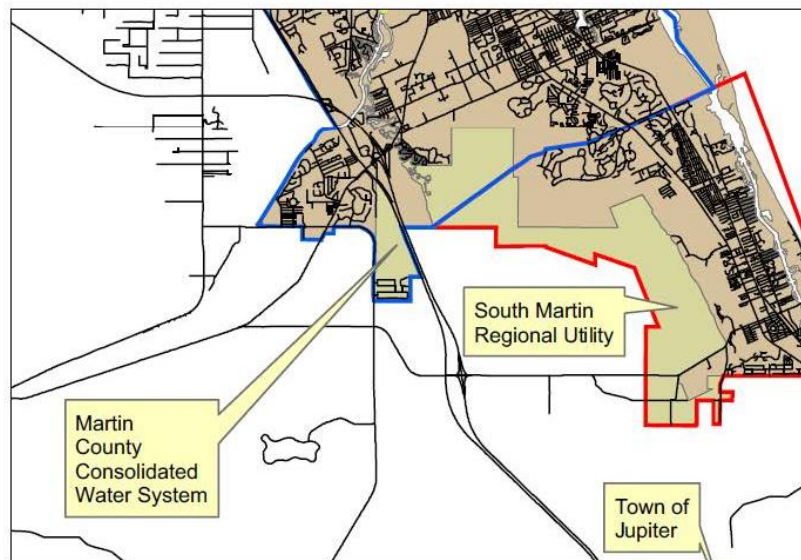 South Martin
Regional Utility
Martin
County
Consolidated
Water System
Town of
Jupiter